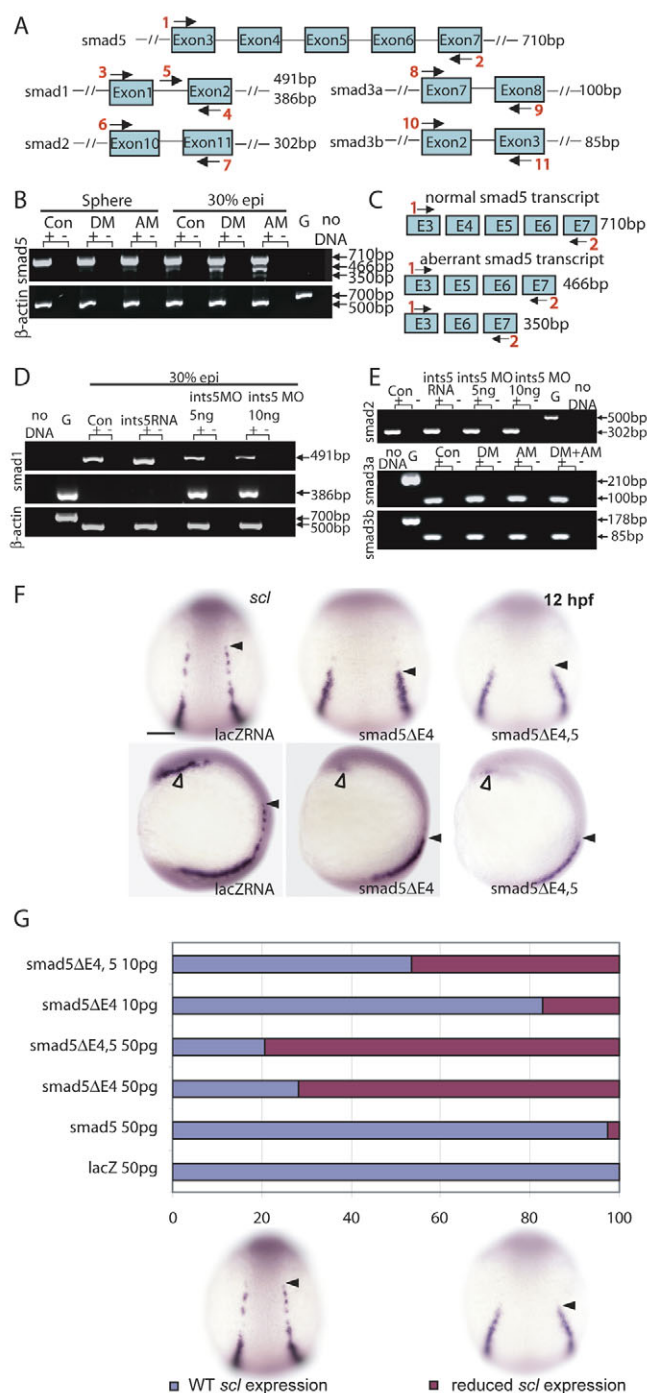 A
smad5 –//– Exon3 Exon4 Exon5 Exon6 Exon7 –//– 710bp
1 2
smad1 –//– Exon1 Exon2 –//– 491bp
386bp
3 5 4
smad3a –//– Exon7 Exon8 –//– 100bp
8 9
smad2 –//– Exon10 Exon11 –//– 302bp
6 7
smad3b –//– Exon2 Exon3 –//– 85bp
10 11
B
Sphere 30% epi
Con DM AM Con DM AM G no DNA
+ - + - + - + - + - + -
smad5
710bp
466bp
350bp
β-actin
700bp
500bp
C
normal smad5 transcript
1
E3 E4 E5 E6 E7 710bp
2
aberrant smad5 transcript
1
E3 E5 E6 E7 466bp
2
1
E3 E6 E7 350bp
2
D
30% epi
no DNA G Con ints5RNA ints5MO 5ng ints5 MO 10ng
+ - + - + - + -
smad1
491bp
386bp
β-actin
700bp
500bp
E
Con ints5 RNA ints5 MO 5ng ints5 MO 10ng G no DNA
+ - + - + - + -
smad2
500bp
302bp
no DNA G Con DM AM DM+AM
+ - + - + - + -
smad3a
210bp
100bp
smad3b
178bp
85bp
F
scl 12 hpf
lacZRNA smad5ΔE4 smad5ΔE4,5
lacZRNA smad5ΔE4 smad5ΔE4,5
G
smad5ΔE4, 5 10pg
smad5ΔE4 10pg
smad5ΔE4,5 50pg
smad5ΔE4 50pg
smad5 50pg
lacZ 50pg
0 20 40 60 80 100
WT scl expression reduced scl expression